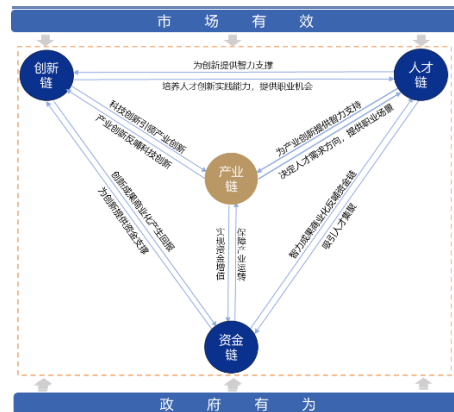 市场有效
创新
链
人才
链
为创新提供智力支撑
培养人才创新实践能力，提供职业机会
科技创新引领产业创新
产业创新反哺科技创新
为产业创新提供智力支持
决定人才需求方向，提供职业场景
产业
链
创新成果商业化产生回报
为创新提供资金支撑
实现资金增值
保障产业运转
智力成果商业化反哺资金链
吸引人才集聚
资金
链
政府有为